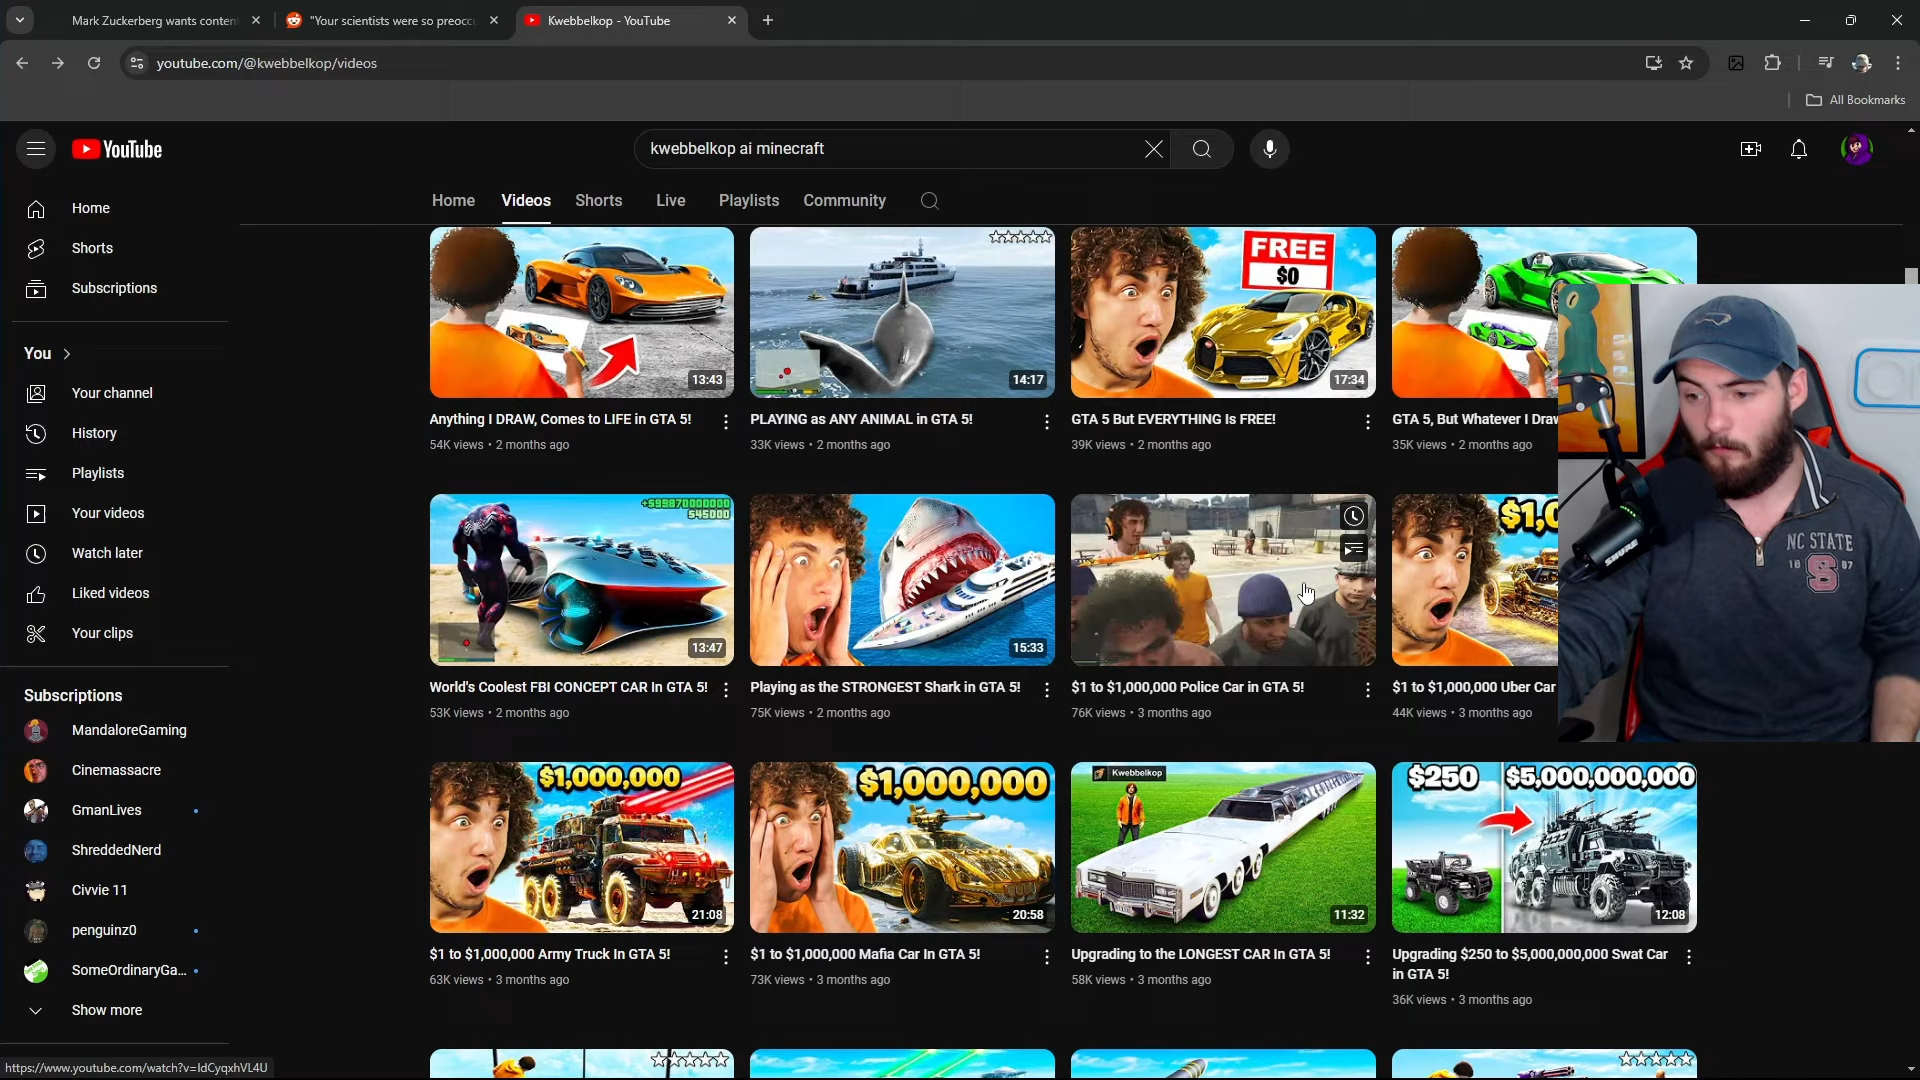 Mark Zuckerberg wants conten
"Your scientists were so preocc
Kwebbelkop - YouTube
youtube.com/@kwebbelkop/videos
All Bookmarks
YouTube
kwebbelkop ai minecraft
Home
Videos
Shorts
Live
Playlists
Community
Home
Shorts
Subscriptions
You
Your channel
History
Playlists
Your videos
Watch later
Liked videos
Your clips
Subscriptions
MandaloreGaming
Cinemassacre
GmanLives
ShreddedNerd
Civvie 11
penguinz0
SomeOrdinaryGa...
Show more
13:43
14:17
FREE
$0
17:34
Anything I DRAW, Comes to LIFE in GTA 5!
54K views • 2 months ago
PLAYING as ANY ANIMAL in GTA 5!
33K views • 2 months ago
GTA 5 But EVERYTHING Is FREE!
39K views • 2 months ago
GTA 5, But Whatever I Draw
35K views • 2 months ago
$45000
13:47
15:33
$1,0
World's Coolest FBI CONCEPT CAR In GTA 5!
53K views • 2 months ago
Playing as the STRONGEST Shark in GTA 5!
75K views • 2 months ago
$1 to $1,000,000 Police Car in GTA 5!
76K views • 3 months ago
$1 to $1,000,000 Uber Car
44K views • 3 months ago
SHURE
NC STATE
18 S 87
$1,000,000
21:08
$1,000,000
20:58
Kwebbelkop
11:32
$250
$5,000,000,000
12:08
$1 to $1,000,000 Army Truck In GTA 5!
63K views • 3 months ago
$1 to $1,000,000 Mafia Car In GTA 5!
73K views • 3 months ago
Upgrading to the LONGEST CAR In GTA 5!
58K views • 3 months ago
Upgrading $250 to $5,000,000,000 Swat Car
in GTA 5!
36K views • 3 months ago
https://www.youtube.com/watch?v=IdCyqxhVL4U